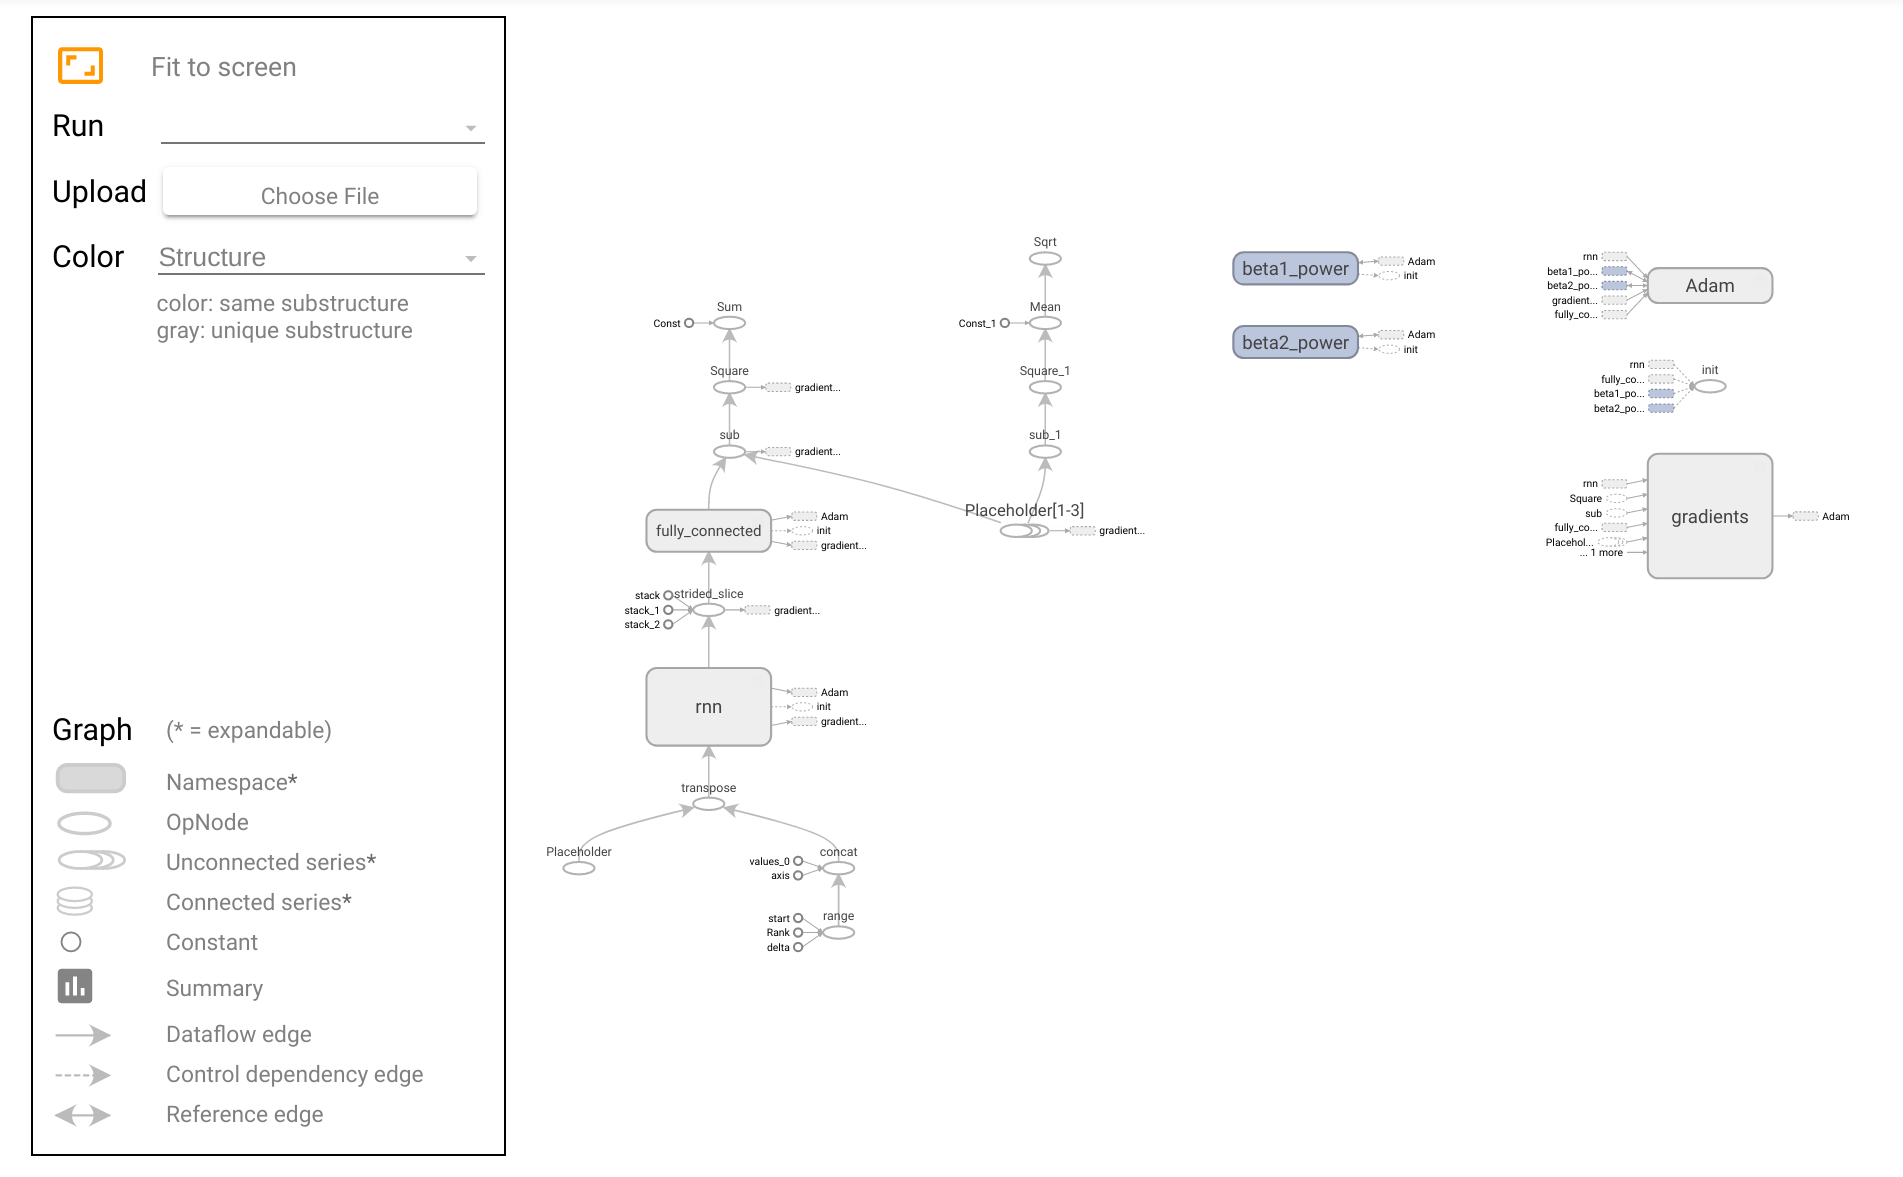 Fit to screen
Run
Upload
Choose File
Color
Structure
color: same substructure
gray: unique substructure
Graph
(* = expandable)
Namespace*
OpNode
Unconnected series*
Connected series*
Constant
Summary
Dataflow edge
Control dependency edge
Reference edge
Sum
Const
Square
gradient...
sub
gradient...
fully_connected
Adam
init
gradient...
stack
strided_slice
stack_1
gradient...
stack_2
rnn
Adam
init
gradient...
transpose
Placeholder
values_0
concat
axis
start
range
Rank
delta
Sqrt
Mean
Const_1
Square_1
sub_1
Placeholder[1-3]
gradient...
beta1_power
Adam
init
beta2_power
Adam
init
rnn
beta1_po...
beta2_po...
gradient...
fully_co...
Adam
rnn
fully_co...
beta1_po...
beta2_po...
init
rnn
Square
sub
fully_co...
Placehol...
... 1 more
gradients
Adam